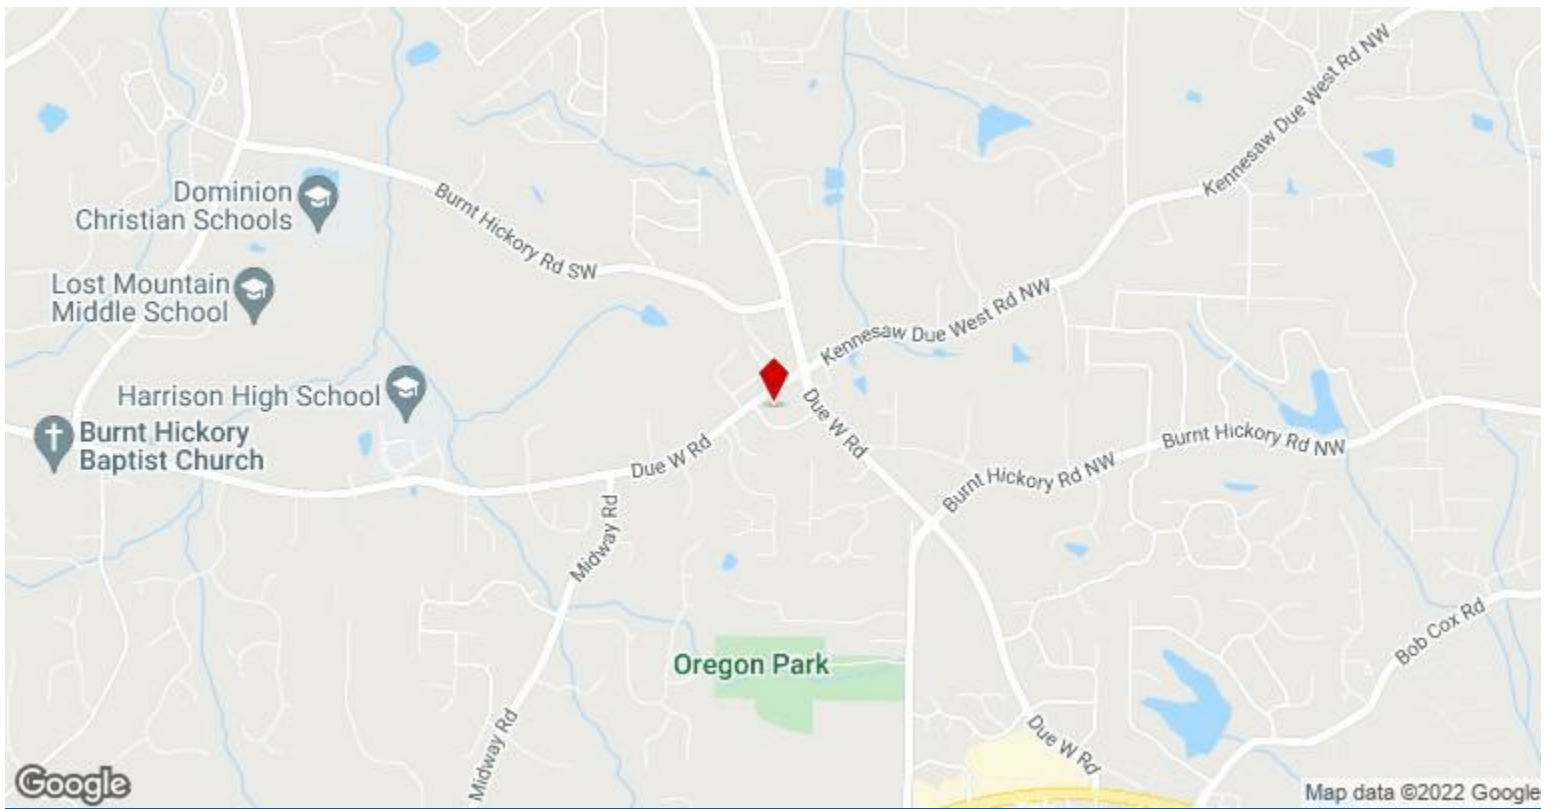 Kennesaw Due West Rd NW
Dominion
Christian Schools
Burnt Hickory Rd SW
Lost Mountain
Middle School
Kennesaw Due West Rd NW
Harrison High School
Due W Rd
Burnt Hickory
Baptist Church
Burnt Hickory Rd NW
Due W Rd
Burnt Hickory Rd NW
Midway Rd
Bob Cox Rd
Oregon Park
Midway Rd
Due W Rd
Google
Map data ©2022 Google